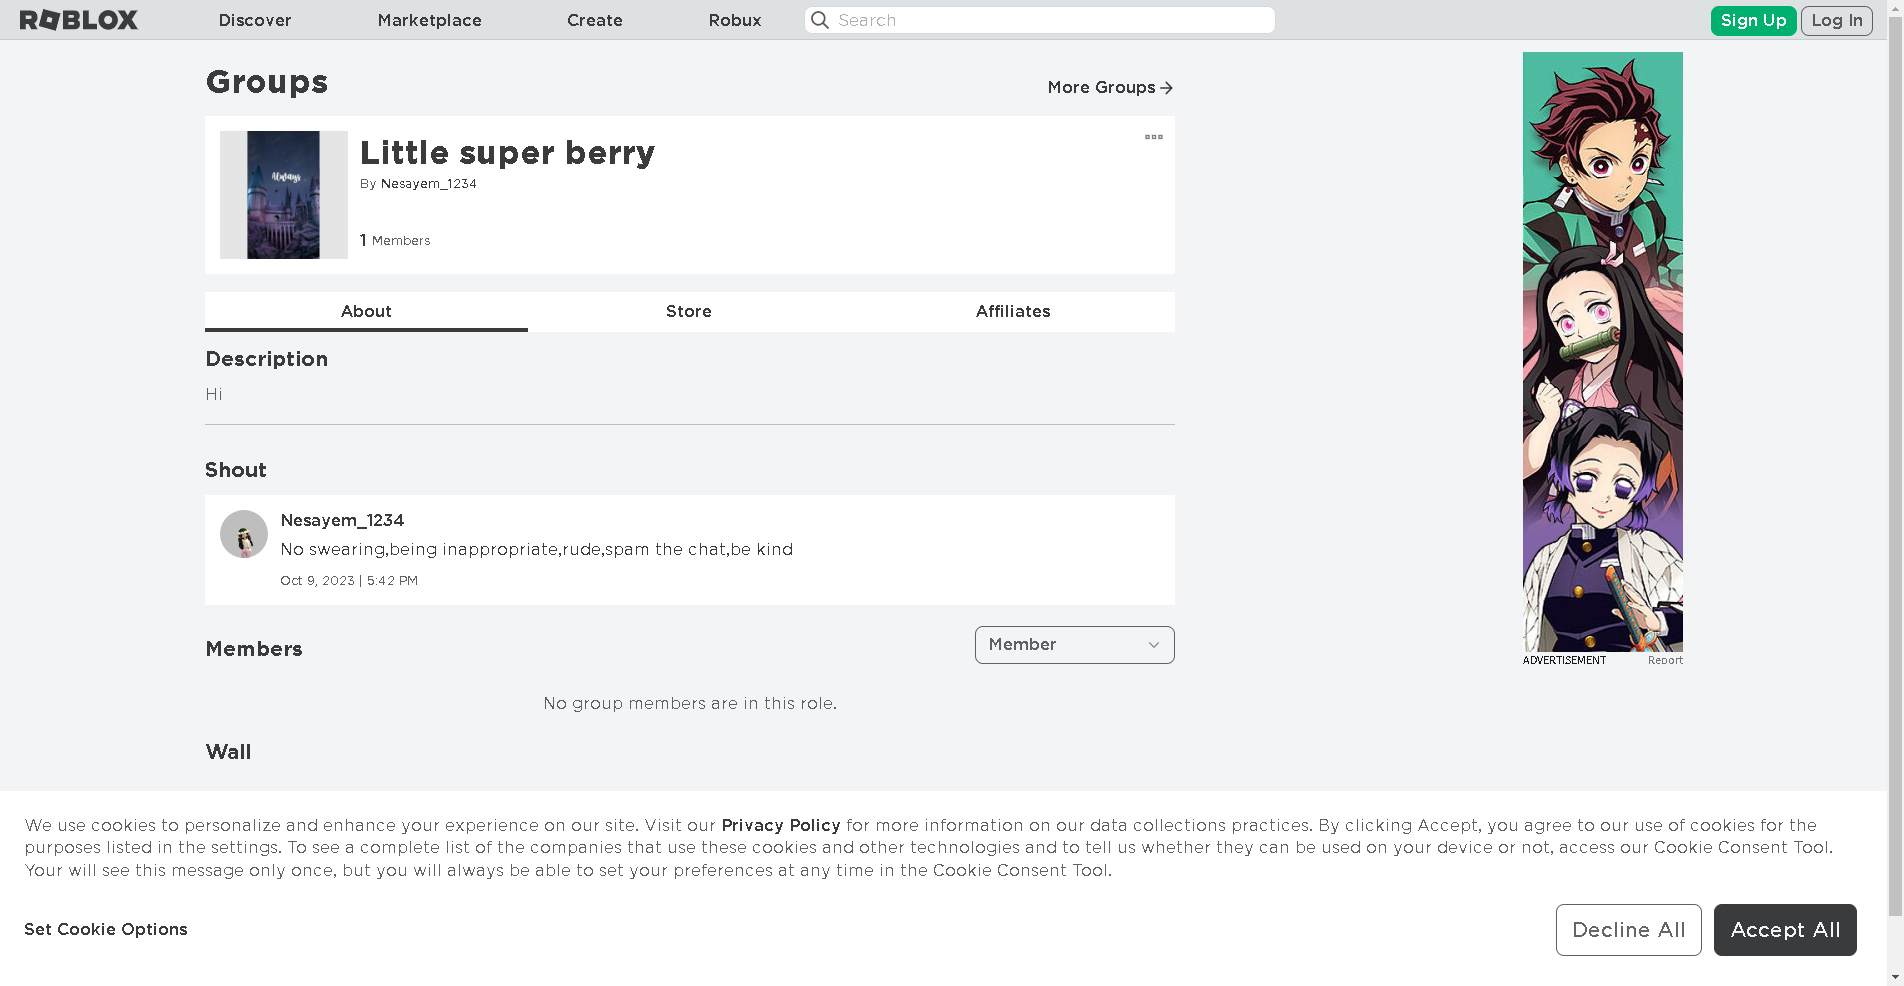 ROBLOX
Discover
Marketplace
Create
Robux
Search
Sign Up
Log In
Groups
More Groups
Always
Little super berry
By Nesayem_1234
1 Members
About
Store
Affiliates
Description
Hi
Shout
Nesayem_1234
No swearing,being inappropriate,rude,spam the chat,be kind
Oct 9, 2023 | 5:42 PM
Members
Member
No group members are in this role.
Wall
ADVERTISEMENT
Report
We use cookies to personalize and enhance your experience on our site. Visit our Privacy Policy for more information on our data collections practices. By clicking Accept, you agree to our use of cookies for the
purposes listed in the settings. To see a complete list of the companies that use these cookies and other technologies and to tell us whether they can be used on your device or not, access our Cookie Consent Tool.
Your will see this message only once, but you will always be able to set your preferences at any time in the Cookie Consent Tool.
Set Cookie Options
Decline All
Accept All